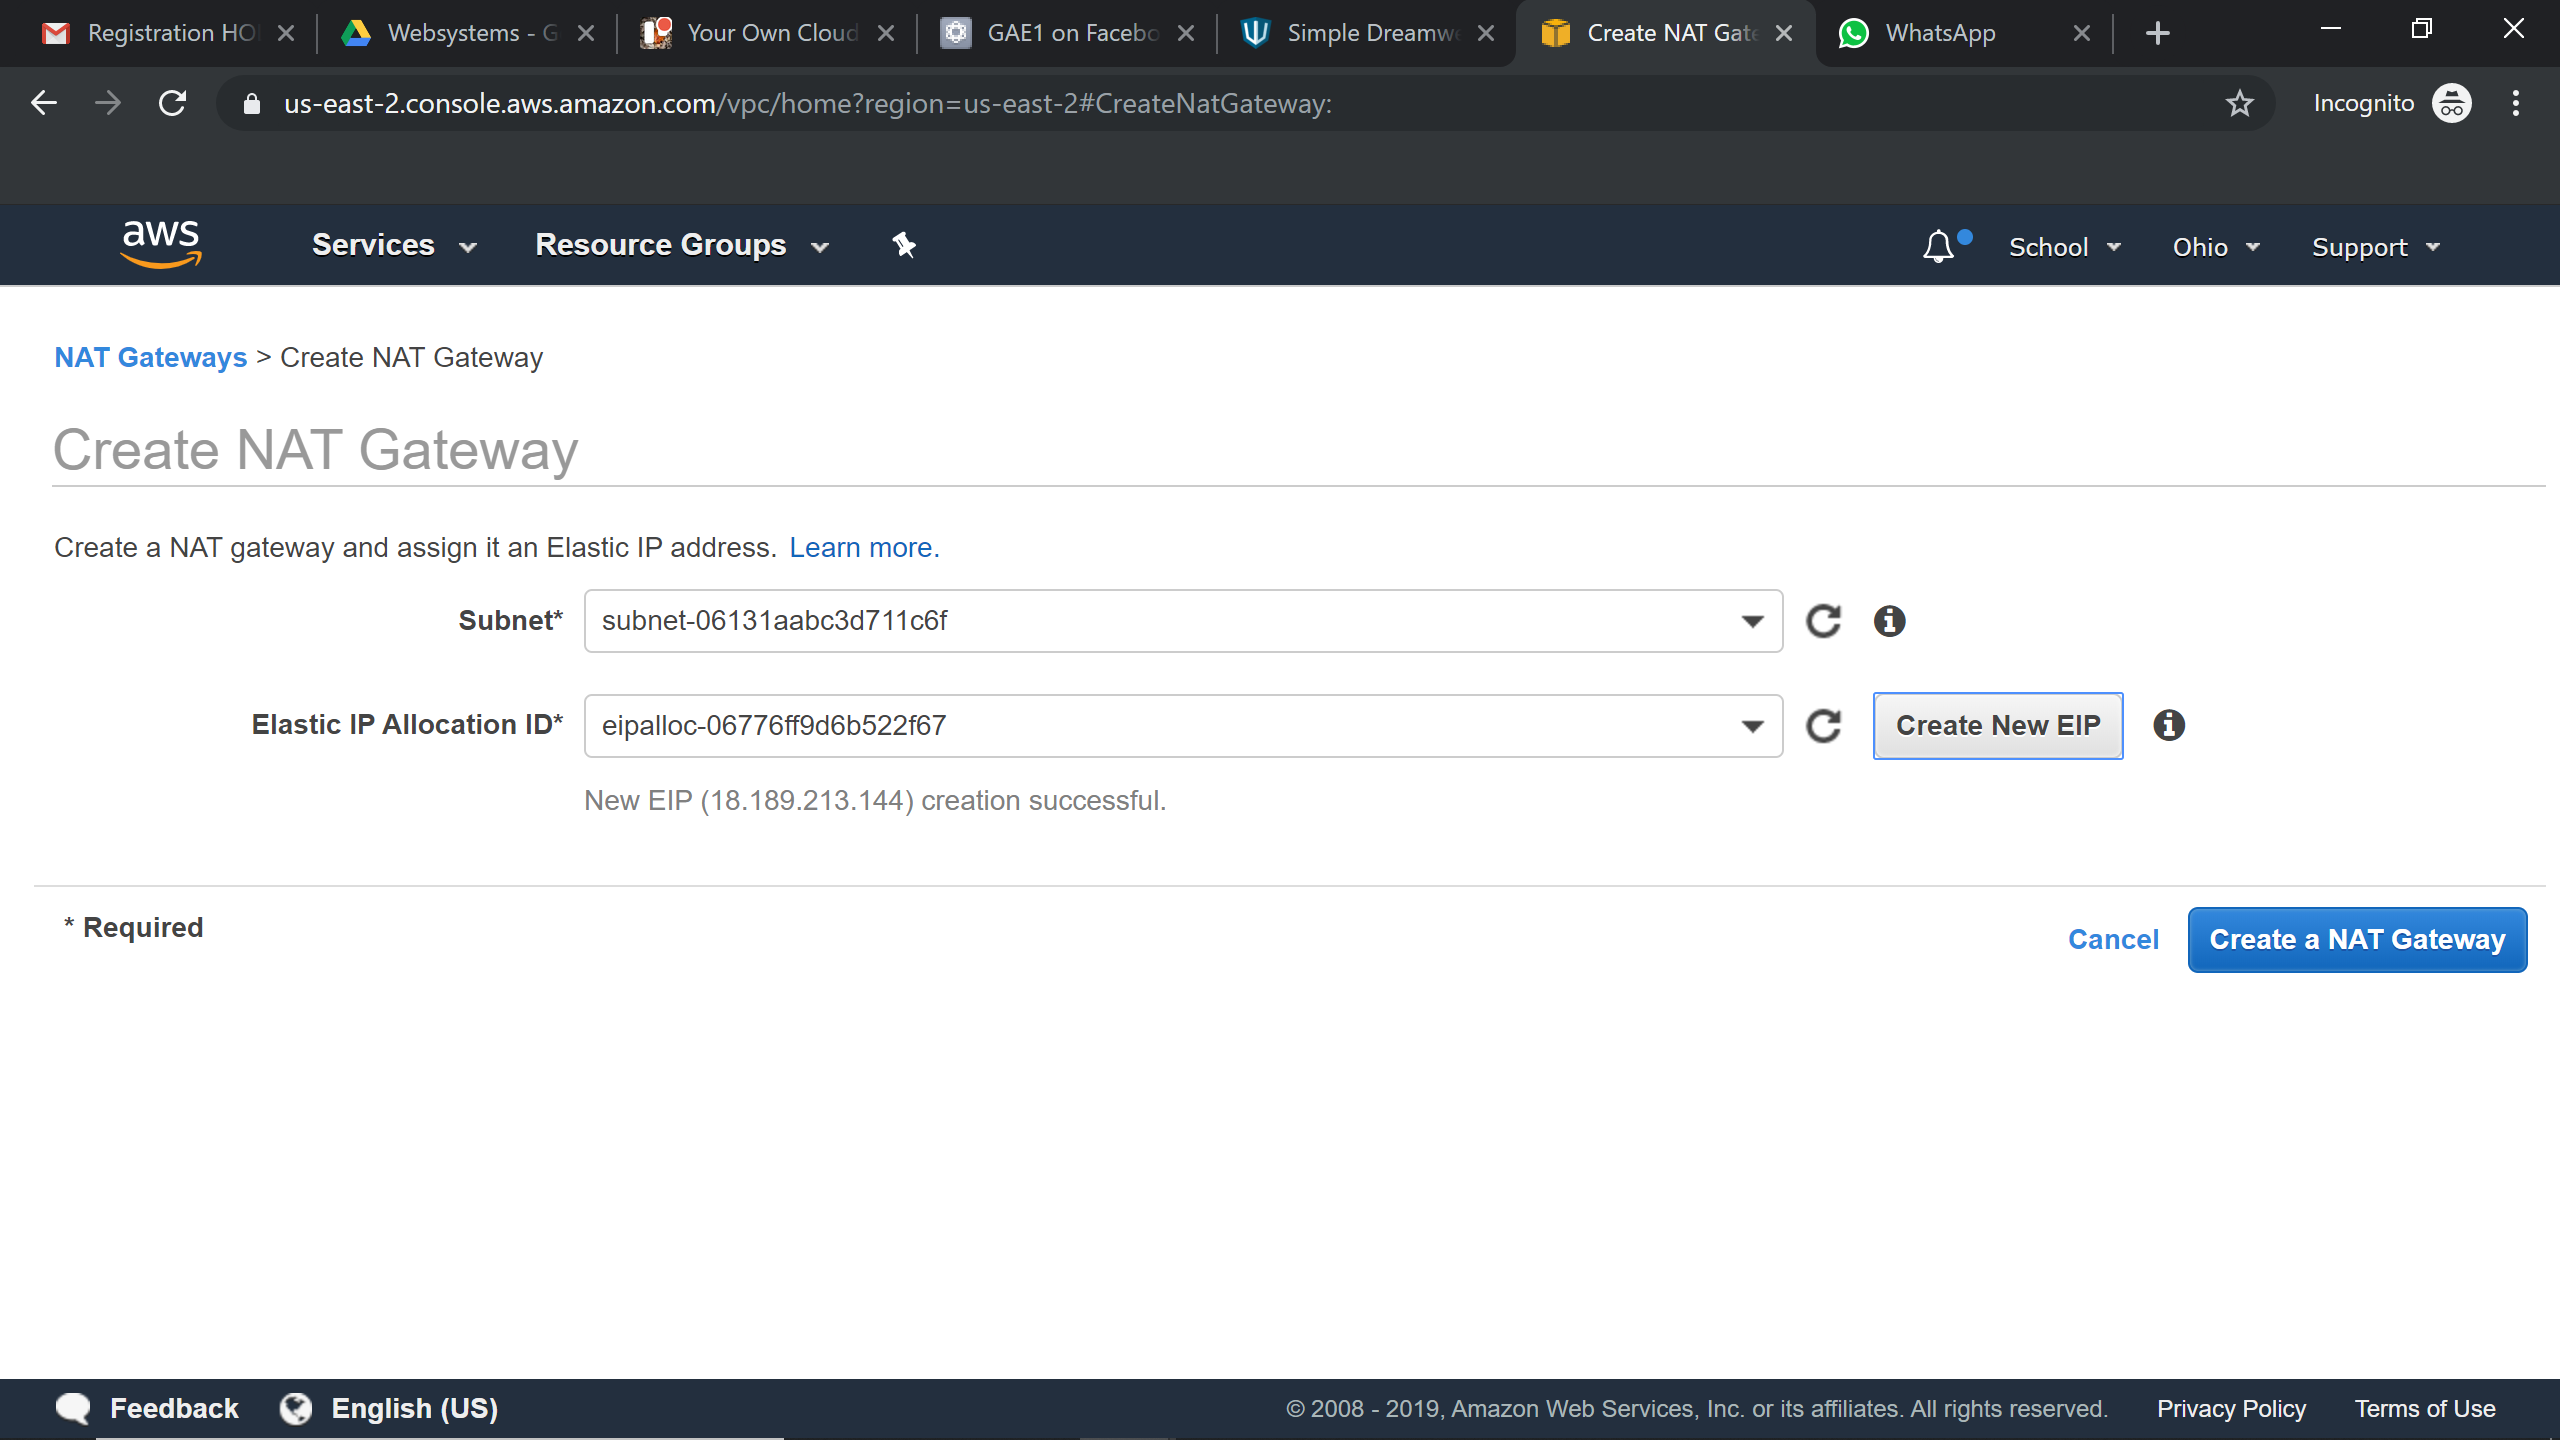 Registration HO
Websystems - G
Your Own Cloud
GAE1 on Facebo
Simple Dreamwe
Create NAT Gate
WhatsApp
us-east-2.console.aws.amazon.com/vpc/home?region=us-east-2#CreateNatGateway:
Incognito
aws
Services
Resource Groups
School
Ohio
Support
NAT Gateways > Create NAT Gateway
Create NAT Gateway
Create a NAT gateway and assign it an Elastic IP address. Learn more.
Subnet* subnet-06131aabc3d711c6f
Elastic IP Allocation ID* eipalloc-06776ff9d6b522f67 Create New EIP
New EIP (18.189.213.144) creation successful.
* Required
Cancel
Create a NAT Gateway
Feedback
English (US)
© 2008 - 2019, Amazon Web Services, Inc. or its affiliates. All rights reserved.
Privacy Policy
Terms of Use